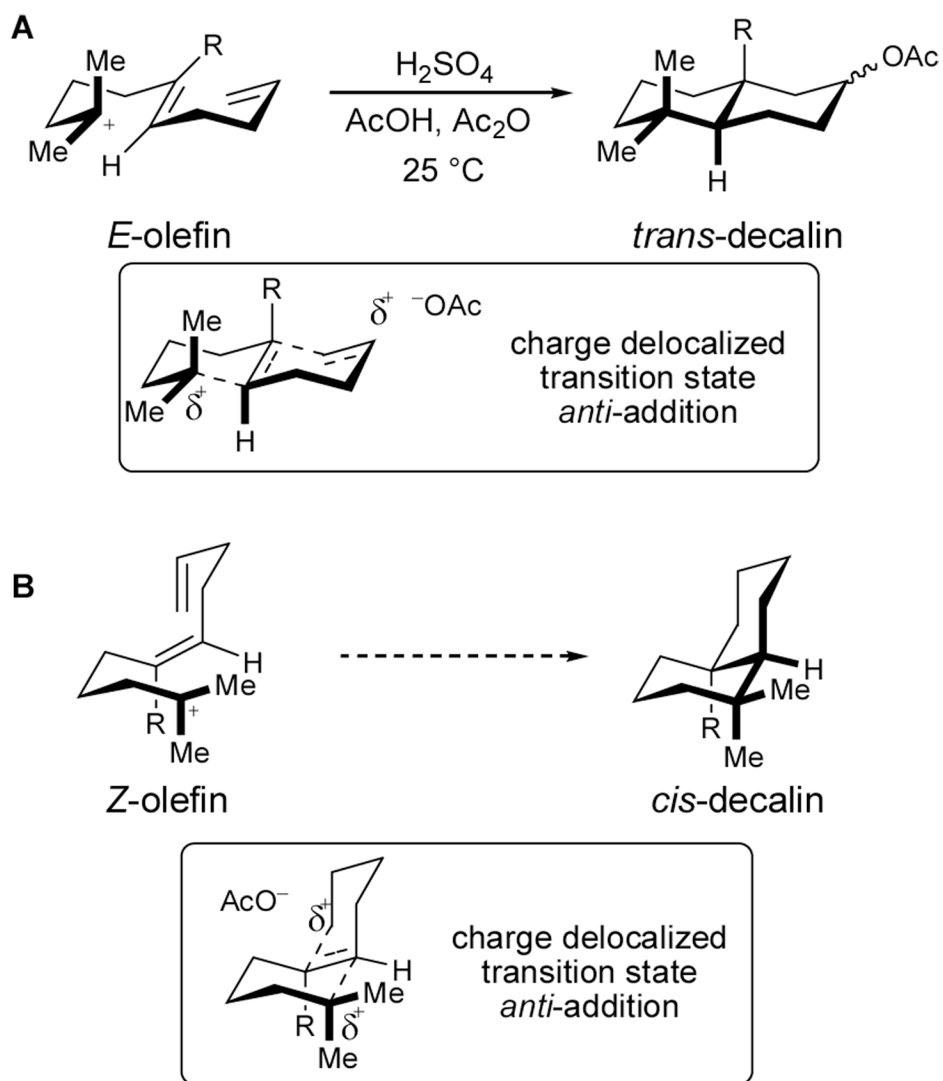 A
R
Me
+
Me
H
H₂SO₄
AcOH, Ac₂O
25 °C
R
Me
OAc
Me
H
E-olefin
trans-decalin
R
δ⁺ ⁻OAc
Me
Me
δ⁺
H
charge delocalized
transition state
anti-addition
B
H
Me
+
R
Me
H
Me
R
Me
Z-olefin
cis-decalin
AcO⁻
δ⁺
H
Me
R
δ⁺
Me
charge delocalized
transition state
anti-addition